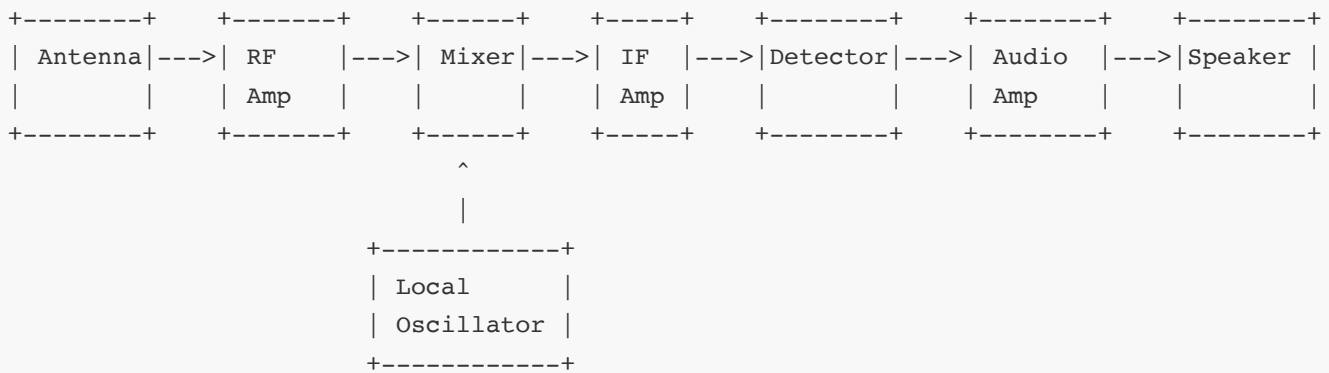 +--------+    +-------+    +------+    +-----+    +--------+    +--------+    +--------+
| Antenna|--->| RF    |--->| Mixer|--->| IF  |--->|Detector|--->| Audio  |--->|Speaker |
|        |    | Amp   |    |      |    | Amp |    |        |    | Amp    |    |        |
+--------+    +-------+    +------+    +-----+    +--------+    +--------+    +--------+
                              ^
                              |
                        +------------+
                        | Local      |
                        | Oscillator |
                        +------------+